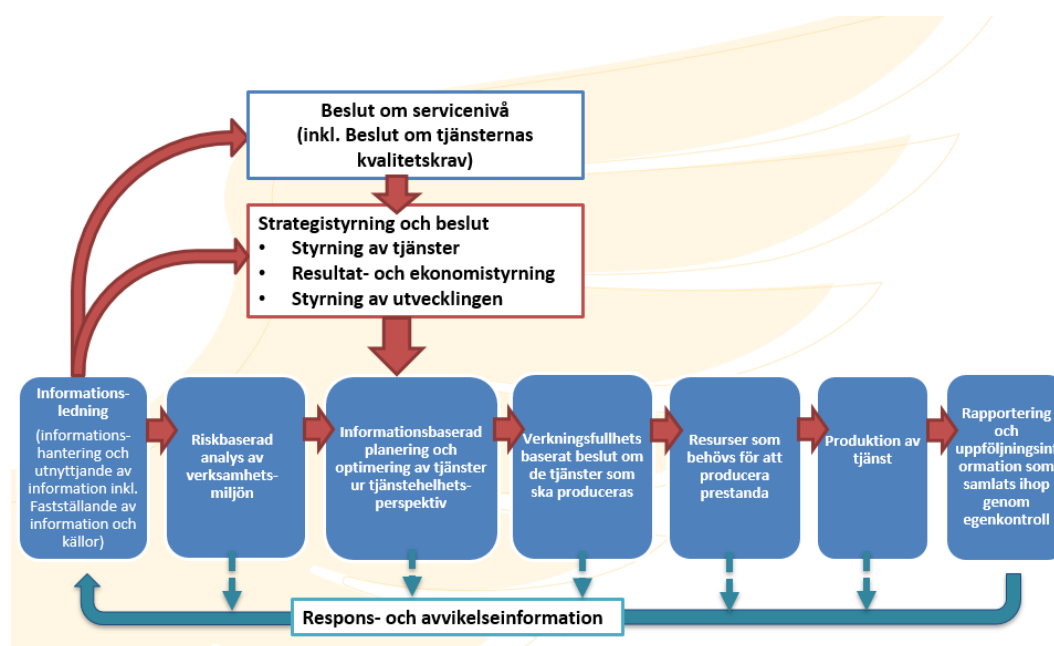 Beslut om servicenivå
(inkl. Beslut om tjänsternas
kvalitetskrav)
Strategistyrning och beslut
• Styrning av tjänster
• Resultat- och ekonomistyrning
• Styrning av utvecklingen
Informations-
ledning
(informations-
hantering och
utnyttjande av
information inkl.
Fastställande av
information och
källor)
Riskbaserad
analys av
verksamhets-
miljön
Informationsbaserad
planering och
optimering av tjänster
ur tjänstehelhets-
perspektiv
Verkningsfullhets
baserat beslut om
de tjänster som
ska produceras
Resurser som
behövs för att
producera
prestanda
Produktion av
tjänst
Rapportering
och
uppföljningsinf
ormation som
samlats ihop
genom
egenkontroll
Respons- och avvikelseinformation